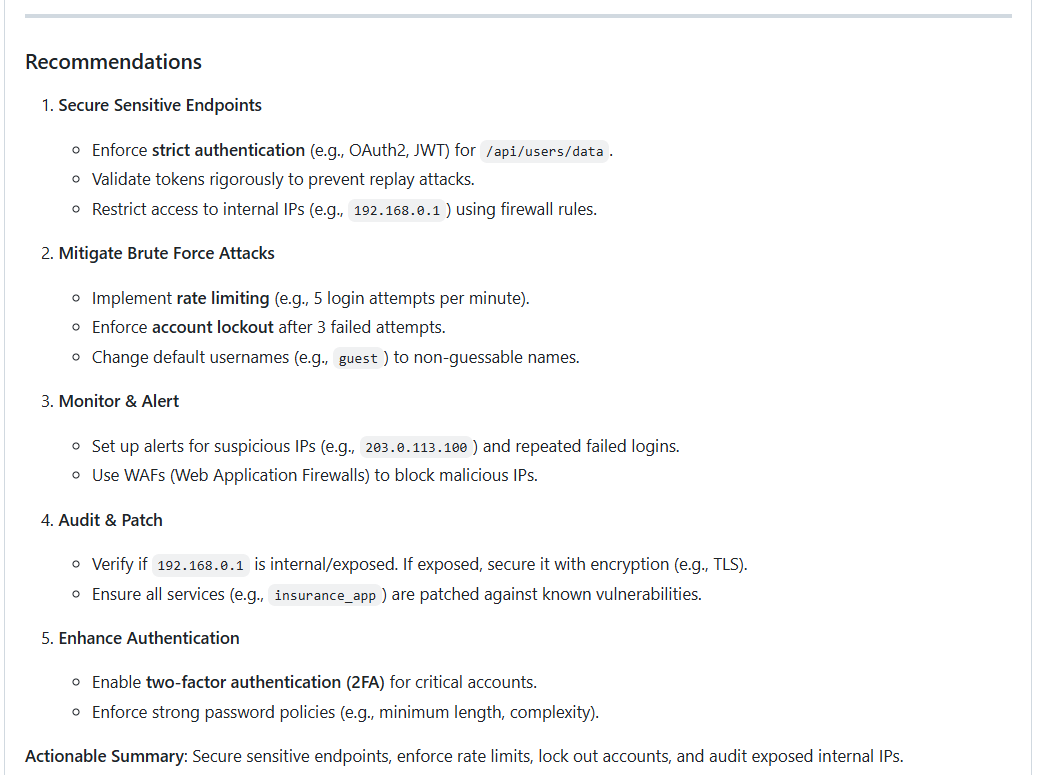 Recommendations
1. Secure Sensitive Endpoints
Enforce strict authentication (e.g., OAuth2, JWT) for /api/users/data .
Validate tokens rigorously to prevent replay attacks.
Restrict access to internal IPs (e.g., 192.168.0.1 ) using firewall rules.
2. Mitigate Brute Force Attacks
Implement rate limiting (e.g., 5 login attempts per minute).
Enforce account lockout after 3 failed attempts.
Change default usernames (e.g., guest ) to non-guessable names.
3. Monitor & Alert
Set up alerts for suspicious IPs (e.g., 203.0.113.100 ) and repeated failed logins.
Use WAFs (Web Application Firewalls) to block malicious IPs.
4. Audit & Patch
Verify if 192.168.0.1 is internal/exposed. If exposed, secure it with encryption (e.g., TLS).
Ensure all services (e.g., insurance_app ) are patched against known vulnerabilities.
5. Enhance Authentication
Enable two-factor authentication (2FA) for critical accounts.
Enforce strong password policies (e.g., minimum length, complexity).
Actionable Summary: Secure sensitive endpoints, enforce rate limits, lock out accounts, and audit exposed internal IPs.